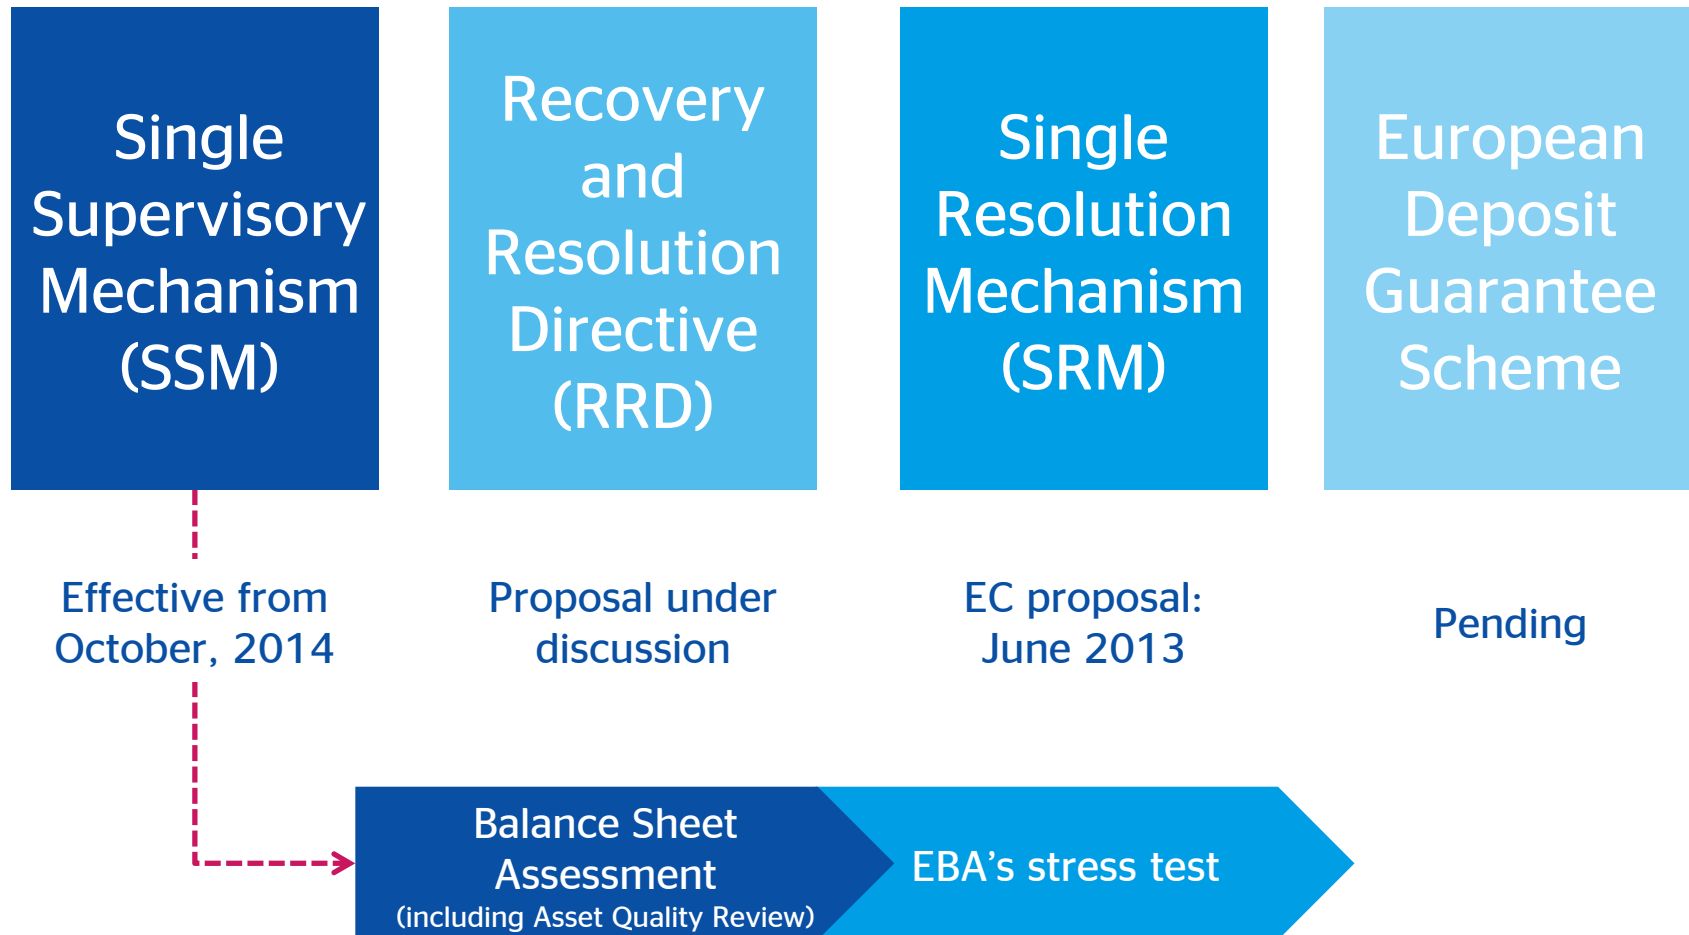 Single
Supervisory
Mechanism
(SSM)
Recovery
and
Resolution
Directive
(RRD)
Single
Resolution
Mechanism
(SRM)
European
Deposit
Guarantee
Scheme
Effective from
October, 2014
Proposal under
discussion
EC proposal:
June 2013
Pending
Balance Sheet
Assessment
(including Asset Quality Review)
EBA’s stress test